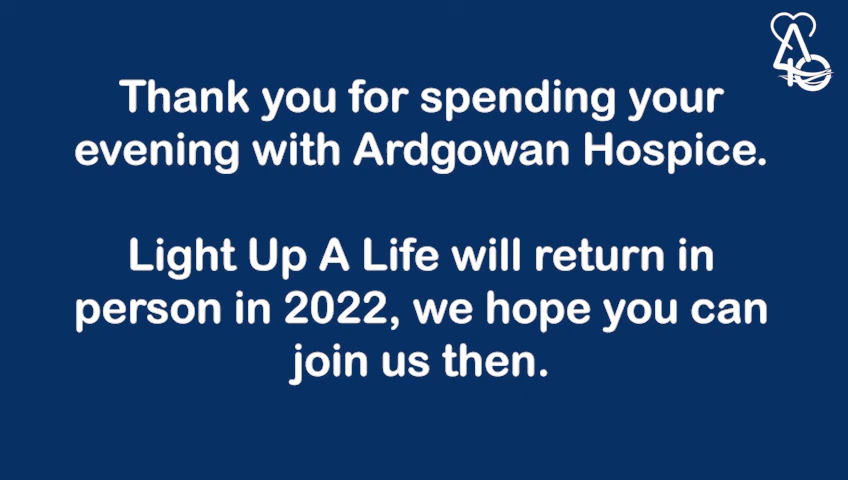 Thank you for spending your
evening with Ardgowan Hospice.
Light Up A Life will return in
person in 2022, we hope you can
join us then.